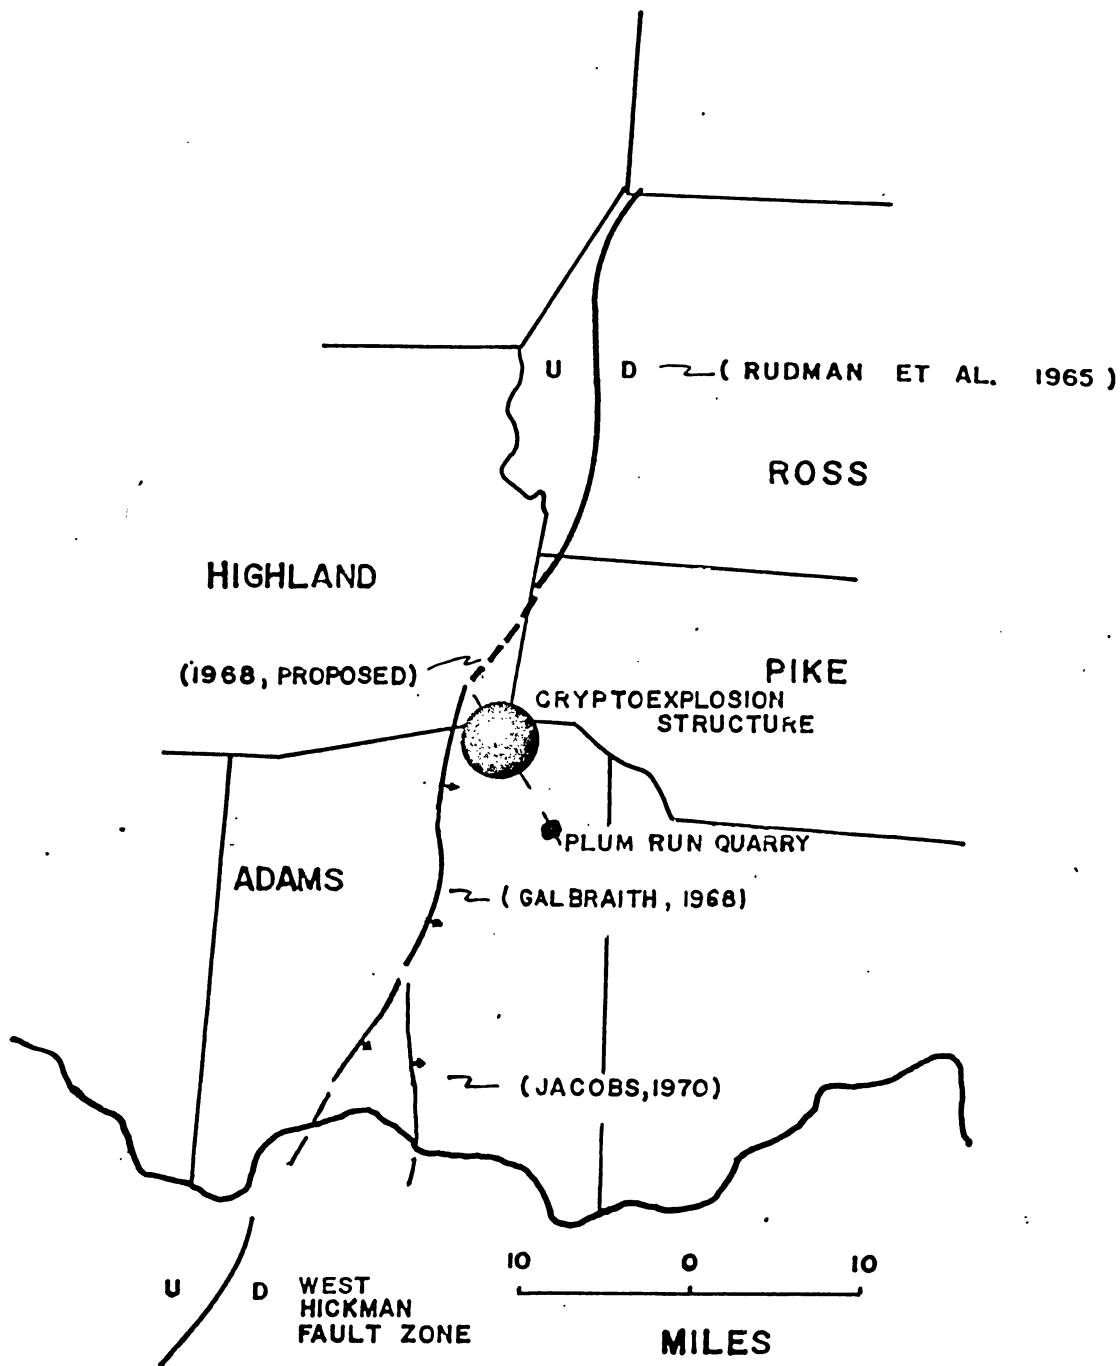 U D (RUDMAN ET AL. 1965)
ROSS
HIGHLAND
(1968, PROPOSED)
PIKE
CRYPTOEXPLOSION
STRUCTURE
PLUM RUN QUARRY
ADAMS
(GALBRAITH, 1968)
(JACOBS, 1970)
10 0 10
U D WEST
HICKMAN
FAULT ZONE
MILES